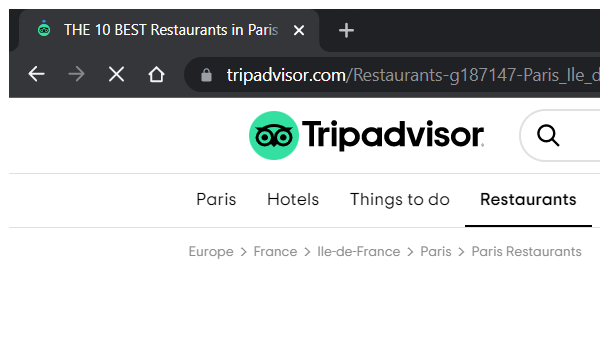 THE 10 BEST Restaurants in Paris
tripadvisor.com/Restaurants-g187147-Paris_Ile_d
Tripadvisor
Paris Hotels Things to do Restaurants
Europe > France > Ile-de-France > Paris > Paris Restaurants